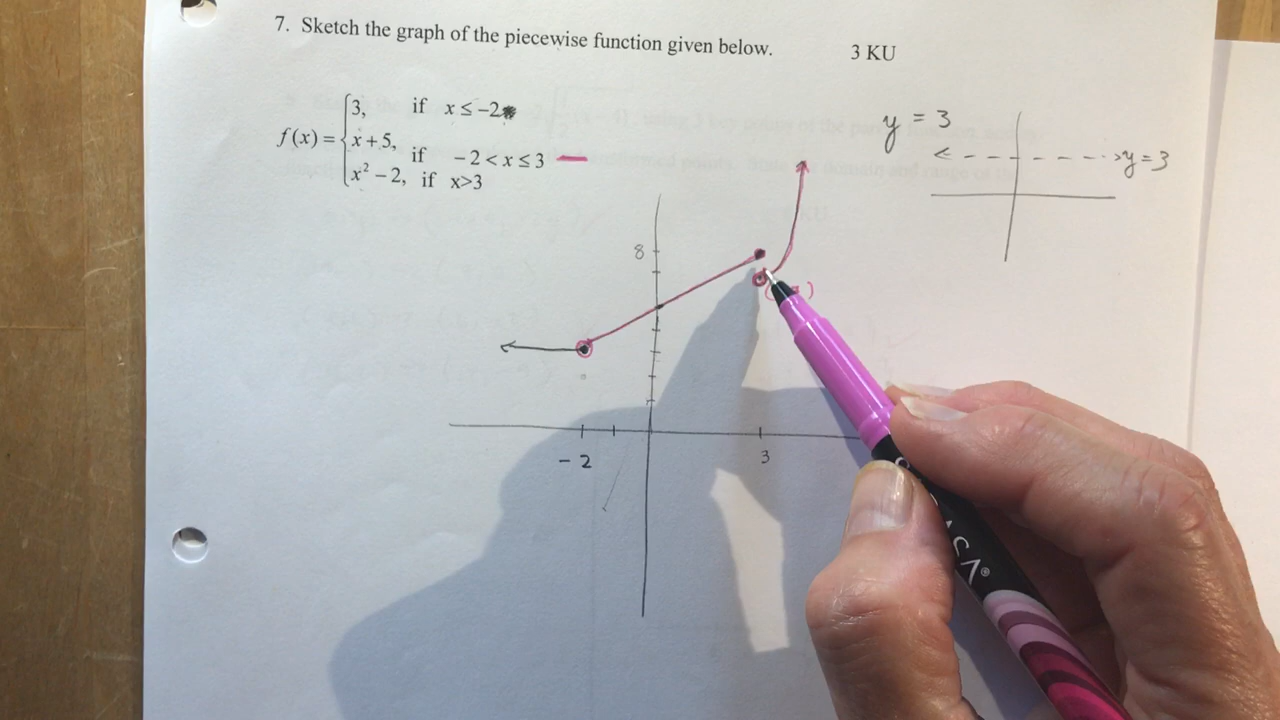 7. Sketch the graph of the piecewise function given below.
3 KU
f(x) = {3, if x ≤ -2
x + 5, if -2 < x ≤ 3
x² - 2, if x>3
y = 3
y = 3
8
-2
3